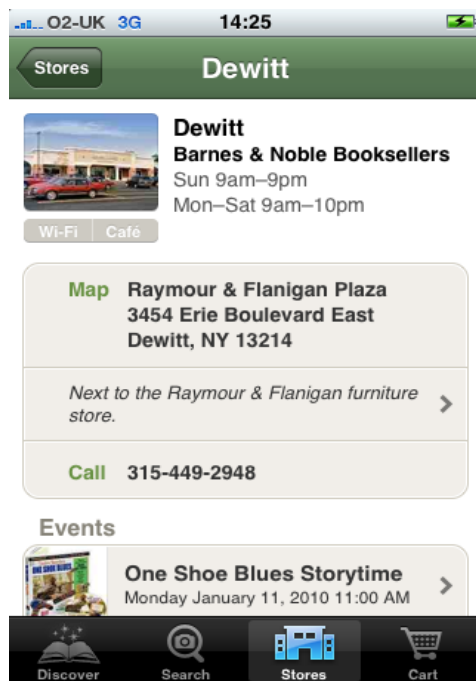 O2-UK 3G 14:25
Stores
Dewitt
Dewitt
Barnes & Noble Booksellers
Sun 9am–9pm
Mon–Sat 9am–10pm
Wi-Fi Café
Map Raymour & Flanigan Plaza
3454 Erie Boulevard East
Dewitt, NY 13214
Next to the Raymour & Flanigan furniture
store.
Call 315-449-2948
Events
ONE SHOE BLUES
One Shoe Blues Storytime
Monday January 11, 2010 11:00 AM
Discover Search Stores Cart